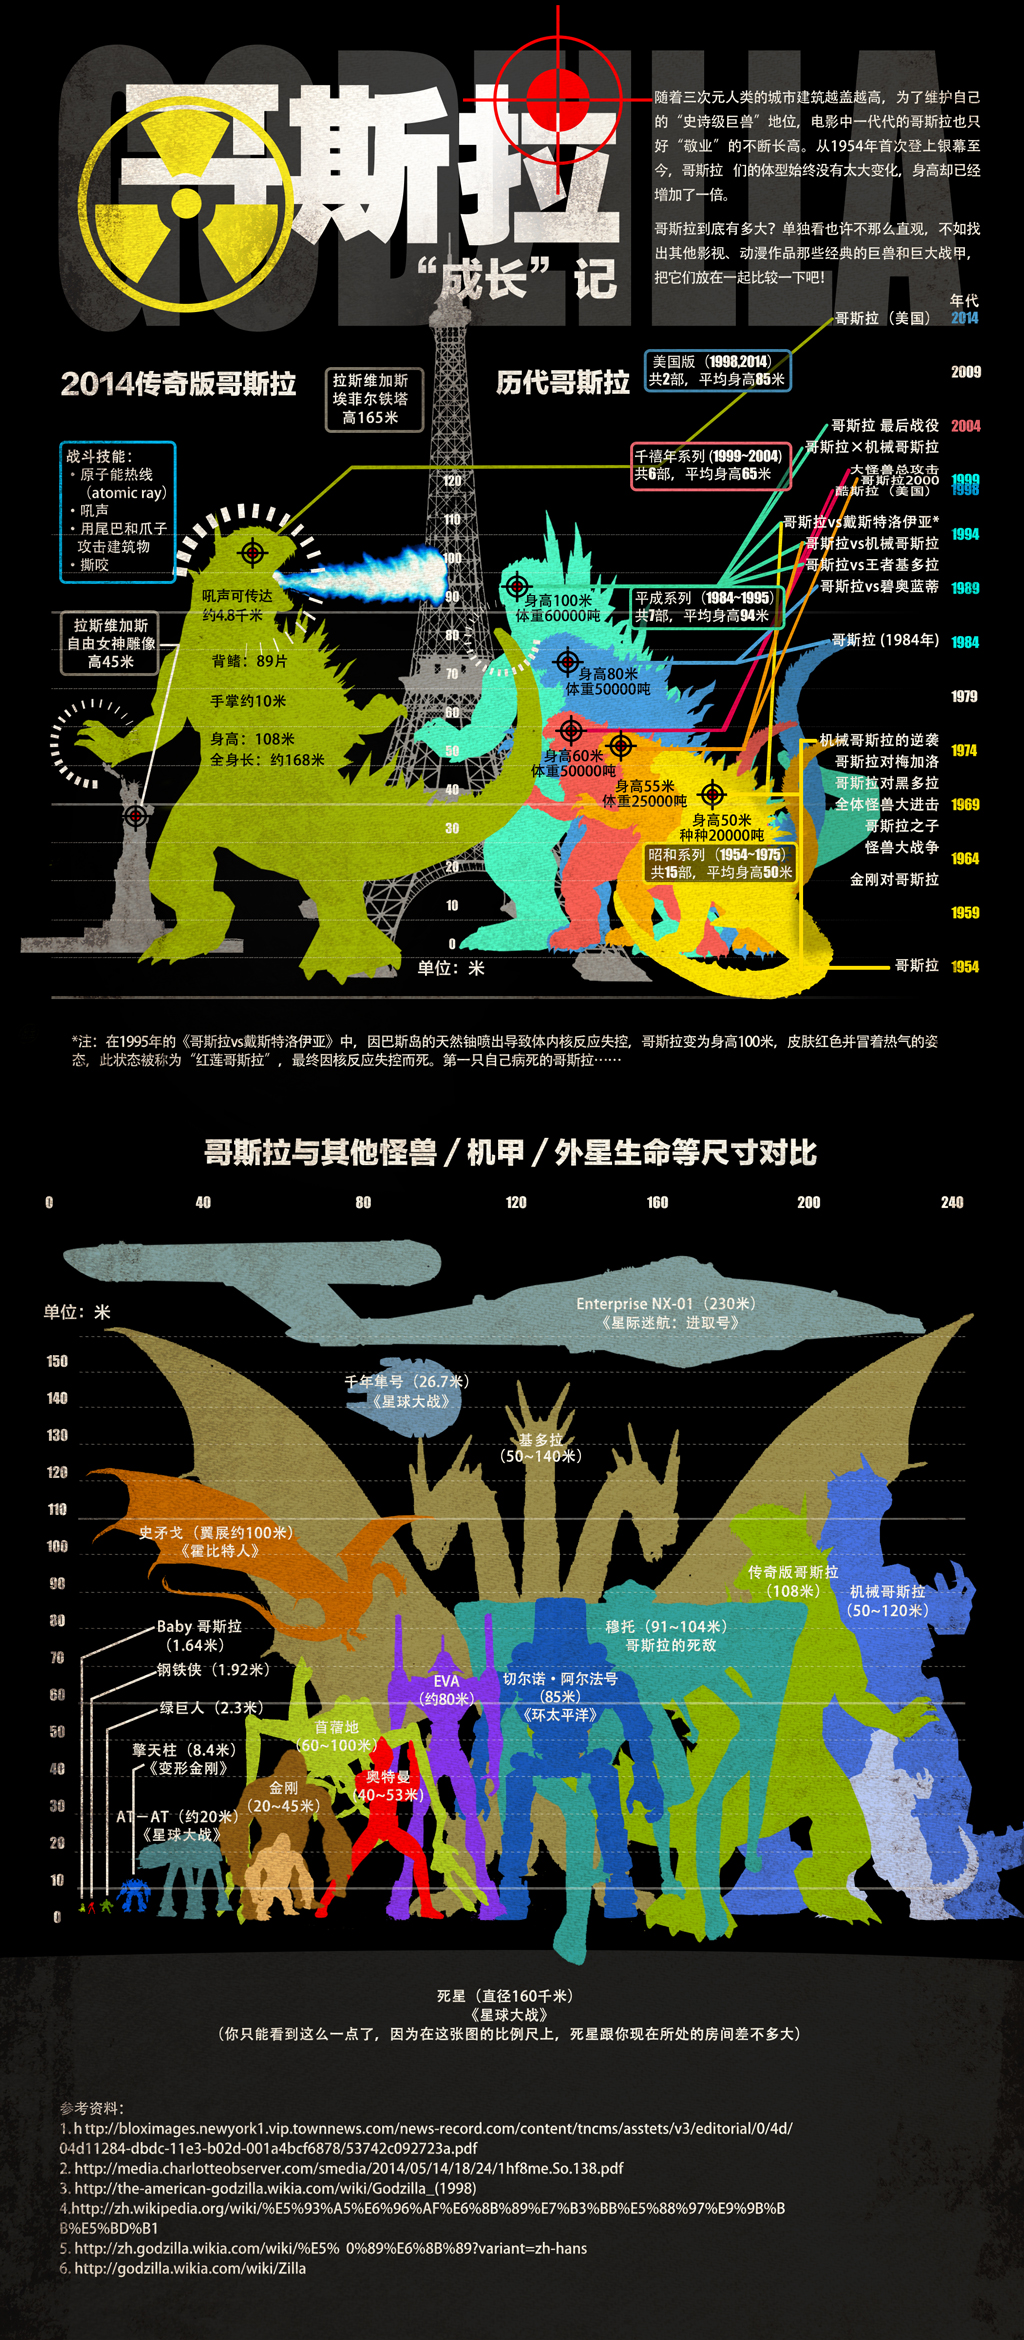 GODZILLA
哥斯拉
“成长”记
随着三次元人类的城市建筑越盖越高，为了维护自己
的“史诗级巨兽”地位，电影中一代代的哥斯拉也只
好“敬业”的不断长高。从1954年首次登上银幕至
今，哥斯拉 们的体型始终没有太大变化，身高却已经
增加了一倍。
哥斯拉到底有多大？单独看也许不那么直观，不如找
出其他影视、动漫作品那些经典的巨兽和巨大战甲，
把它们放在一起比较一下吧！
2014传奇版哥斯拉
拉斯维加斯
埃菲尔铁塔
高165米
战斗技能：
·原子能热线
（atomic ray）
·吼声
·用尾巴和爪子
攻击建筑物
·撕咬
吼声可传达
约4.8千米
拉斯维加斯
自由女神雕像
高45米
背鳍：89片
手掌约10米
身高：108米
全身长：约168米
历代哥斯拉
美国版（1998,2014）
共2部，平均身高85米
千禧年系列 (1999~2004)
共6部，平均身高65米
平成系列（1984~1995）
共7部，平均身高94米
昭和系列（1954~1975）
共15部，平均身高50米
身高100米
体重60000吨
身高80米
体重50000吨
身高60米
体重50000吨
身高55米
体重25000吨
身高50米
种种20000吨
120
110
100
90
80
70
60
50
40
30
20
10
0
单位：米
年代
哥斯拉（美国） 2014
2009
哥斯拉 最后战役 2004
哥斯拉×机械哥斯拉
大怪兽总攻击
哥斯拉2000 1999
酷斯拉（美国） 1998
哥斯拉vs戴斯特洛伊亚*
1994
哥斯拉vs机械哥斯拉
哥斯拉vs王者基多拉
哥斯拉vs碧奥蓝蒂 1989
哥斯拉 (1984年) 1984
1979
机械哥斯拉的逆袭
1974
哥斯拉对梅加洛
哥斯拉对黑多拉
全体怪兽大进击 1969
哥斯拉之子
怪兽大战争
1964
金刚对哥斯拉
1959
哥斯拉 1954
*注：在1995年的《哥斯拉vs戴斯特洛伊亚》中，因巴斯岛的天然铀喷出导致体内核反应失控，哥斯拉变为身高100米，皮肤红色并冒着热气的姿
态，此状态被称为“红莲哥斯拉”，最终因核反应失控而死。第一只自己病死的哥斯拉……
哥斯拉与其他怪兽／机甲／外星生命等尺寸对比
0 40 80 120 160 200 240
单位：米
Enterprise NX-01（230米）
《星际迷航：进取号》
150
140
130
120
110
100
90
80
70
60
50
40
30
20
10
0
千年隼号（26.7米）
《星球大战》
基多拉
（50~140米）
史矛戈（翼展约100米）
《霍比特人》
传奇版哥斯拉
（108米）
机械哥斯拉
（50~120米）
Baby 哥斯拉
（1.64米）
钢铁侠（1.92米）
绿巨人（2.3米）
擎天柱（8.4米）
《变形金刚》
AT－AT（约20米）
《星球大战》
穆托（91~104米）
哥斯拉的死敌
EVA
（约80米）
切尔诺·阿尔法号
（85米）
《环太平洋》
苜蓿地
（60~100米）
奥特曼
（40~53米）
金刚
（20~45米）
死星（直径160千米）
《星球大战》
（你只能看到这么一点了，因为在这张图的比例尺上，死星跟你现在所处的房间差不多大）
参考资料：
1.h ttp://bloximages.newyork1.vip.townnews.com/news-record.com/content/tncms/asstets/v3/editorial/0/4d/
04d11284-dbdc-11e3-b02d-001a4bcf6878/53742c092723a.pdf
2. http://media.charlotteobserver.com/smedia/2014/05/14/18/24/1hf8me.So.138.pdf
3. http://the-american-godzilla.wikia.com/wiki/Godzilla_(1998)
4.http://zh.wikipedia.org/wiki/%E5%93%A5%E6%96%AF%E6%8B%89%E7%B3%BB%E5%88%97%E9%9B%B
B%E5%BD%B1
5. http://zh.godzilla.wikia.com/wiki/%E5% 0%89%E6%8B%89?variant=zh-hans
6. http://godzilla.wikia.com/wiki/Zilla